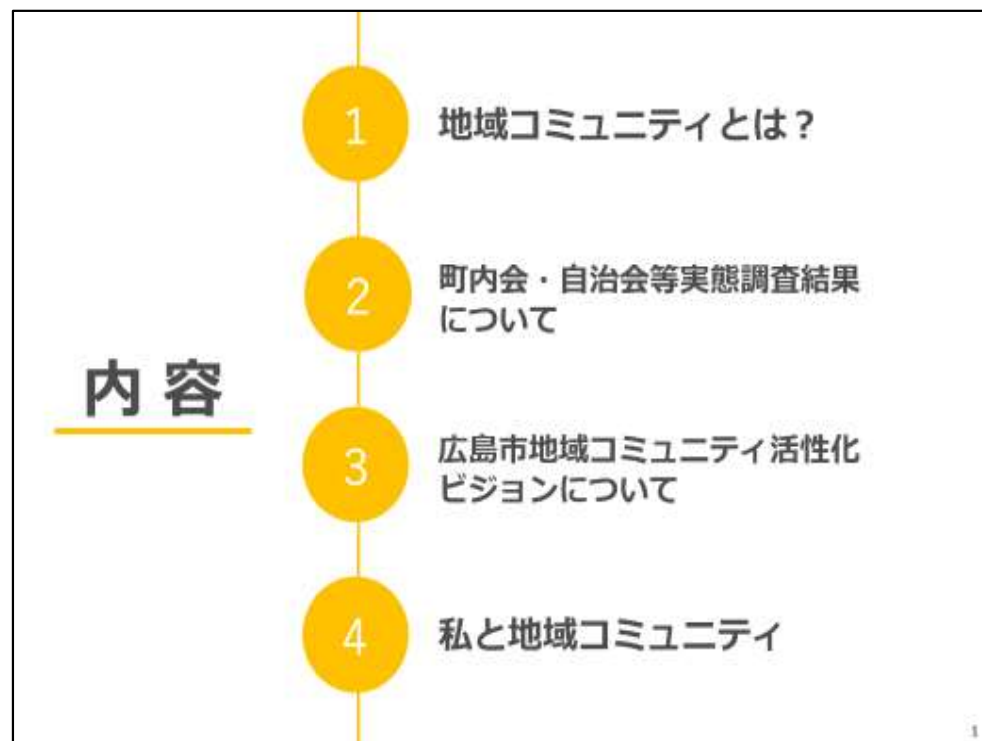 内容
1
地域コミュニティとは？
2
町内会・自治会等実態調査結果
について
3
広島市地域コミュニティ活性化
ビジョンについて
4
私と地域コミュニティ
1